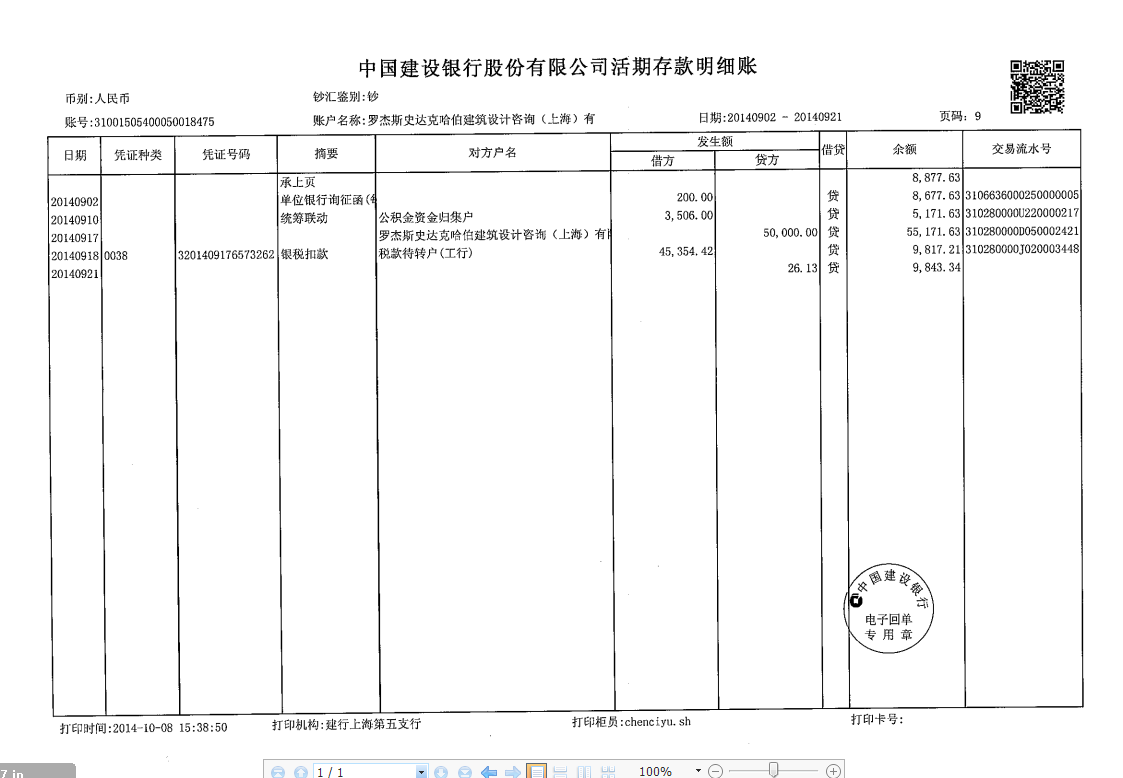 中国建设银行股份有限公司活期存款明细账
币别:人民币 钞汇鉴别:钞
账号:31001505400050018475 账户名称:罗杰斯史达克哈伯建筑设计咨询（上海）有 日期:20140902 - 20140921 页码: 9
日期 凭证种类 凭证号码 摘要 对方户名 发生额 借贷 余额 交易流水号
借方 贷方
承上页 8,877.63
20140902 单位银行询征函( 200.00 贷 8,677.63 3106636000250000005
20140910 统筹联动 公积金资金归集户 3,506.00 贷 5,171.63 310280000U220000217
20140917 罗杰斯史达克哈伯建筑设计咨询（上海）有 50,000.00 贷 55,171.63 310280000D050002421
20140918 0038 3201409176573262 银税扣款 税款待转户(工行) 45,354.42 贷 9,817.21 310280000J020003448
20140921 26.13 贷 9,843.34
中国建设银行
电子回单
专用章
打印时间:2014-10-08 15:38:50 打印机构:建行上海第五支行 打印柜员:chenciyu.sh 打印卡号:
1 / 1 100%